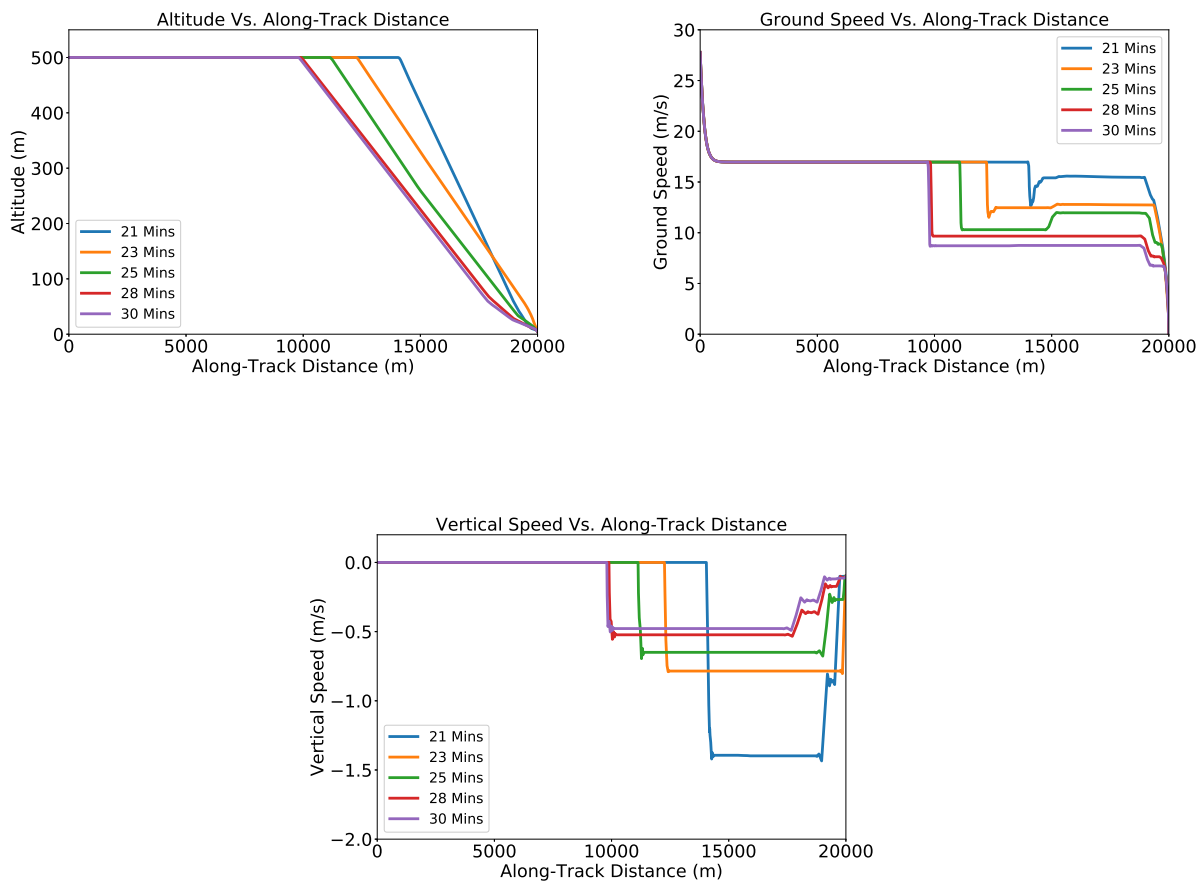 Altitude Vs. Along-Track Distance
Altitude (m)
500
400
300
200
100
0
21 Mins
23 Mins
25 Mins
28 Mins
30 Mins
0 5000 10000 15000 20000
Along-Track Distance (m)
Ground Speed Vs. Along-Track Distance
Ground Speed (m/s)
30
25
20
15
10
5
0
21 Mins
23 Mins
25 Mins
28 Mins
30 Mins
0 5000 10000 15000 20000
Along-Track Distance (m)
Vertical Speed Vs. Along-Track Distance
Vertical Speed (m/s)
0.0
−0.5
−1.0
−1.5
−2.0
21 Mins
23 Mins
25 Mins
28 Mins
30 Mins
0 5000 10000 15000 20000
Along-Track Distance (m)